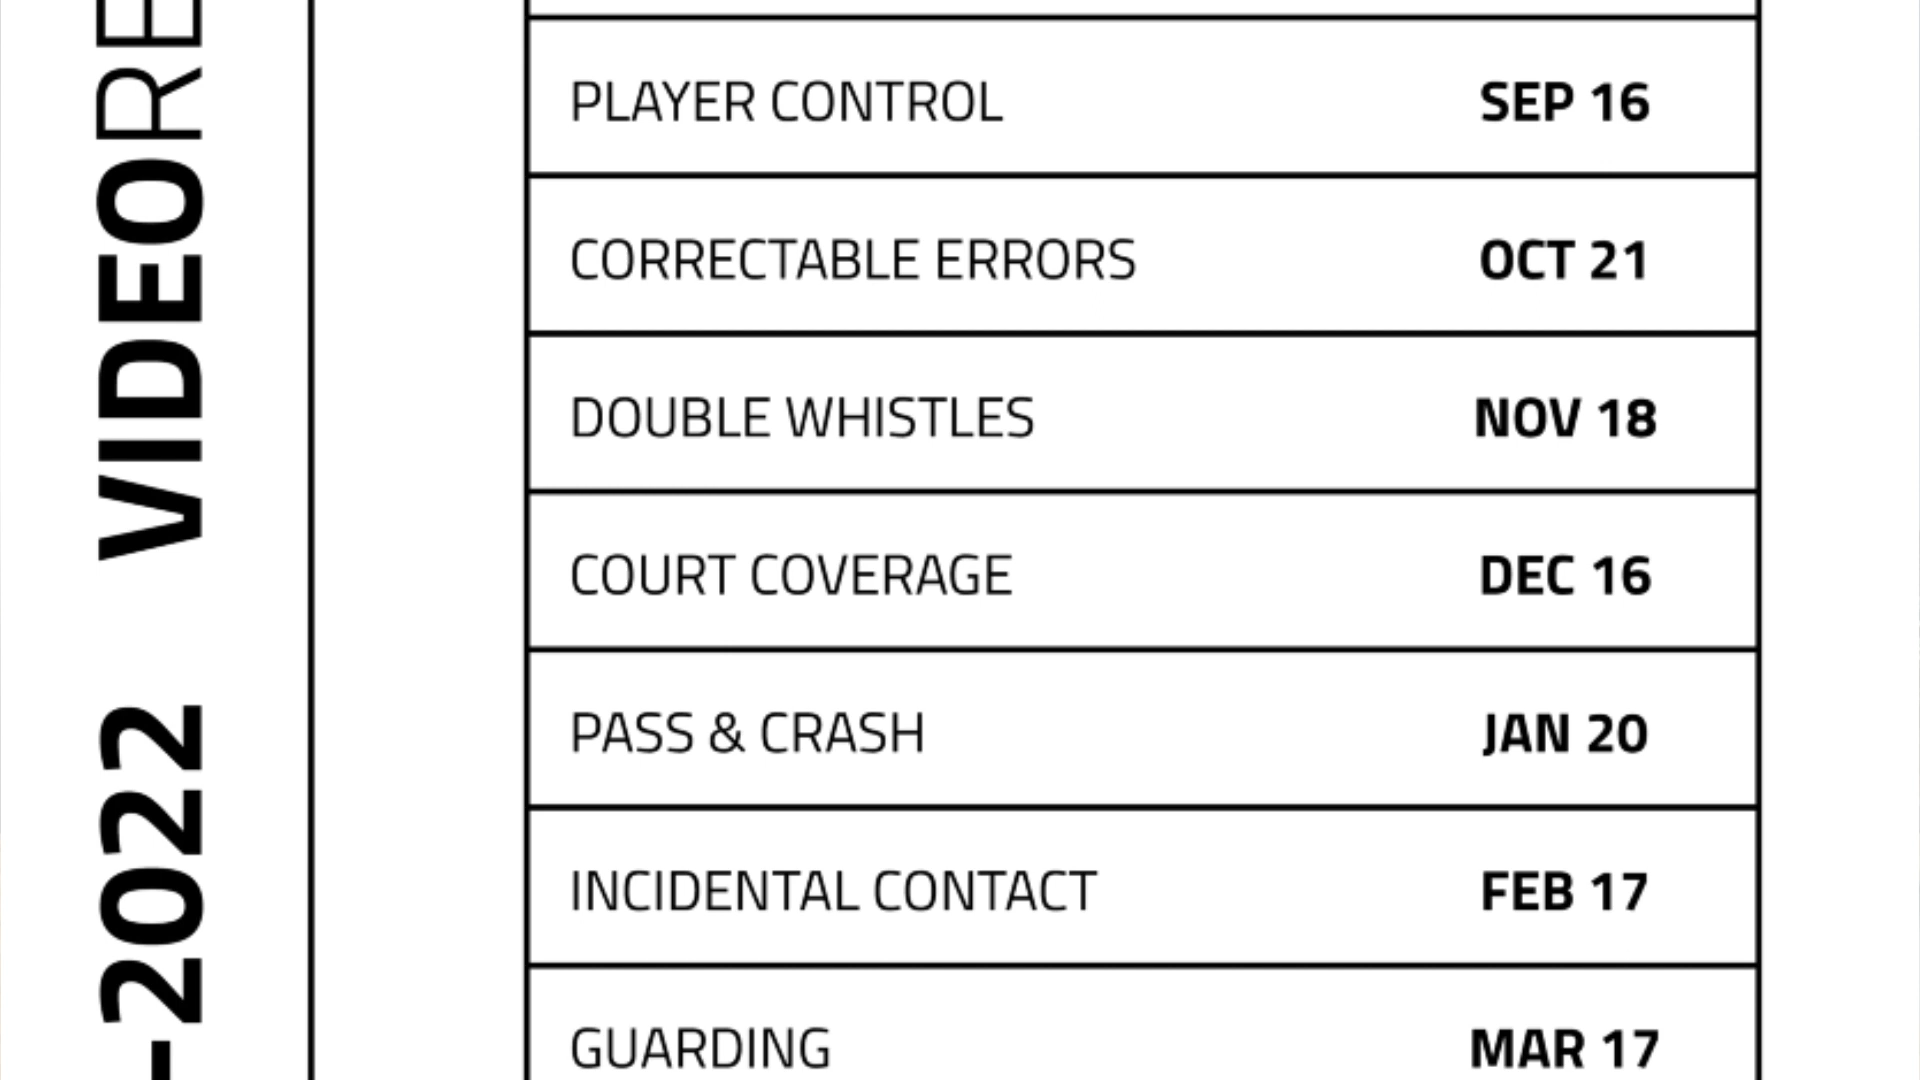 -2022 VIDEORE
PLAYER CONTROL SEP 16
CORRECTABLE ERRORS OCT 21
DOUBLE WHISTLES NOV 18
COURT COVERAGE DEC 16
PASS & CRASH JAN 20
INCIDENTAL CONTACT FEB 17
GUARDING MAR 17